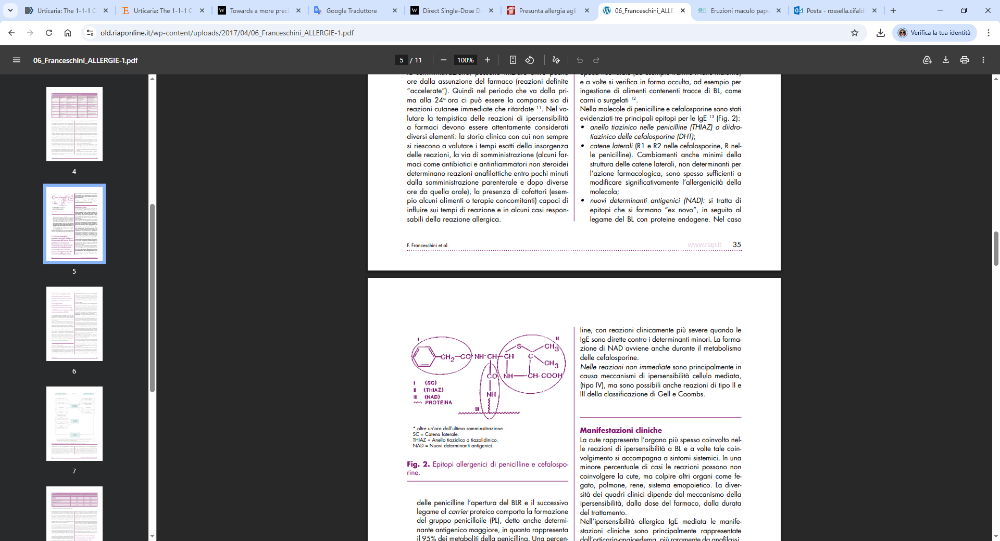 Urticaria: The 1-1-1 C
Urticaria: The 1-1-1 C
Towards a more preci
Google Traduttore
Direct Single-Dose Dr
Presunta allergia agli
06_Franceschini_ALLE
Eruzioni maculo papu
Posta - rossella.cifald
old.riaponline.it/wp-content/uploads/2017/04/06_Franceschini_ALLERGIE-1.pdf
Verifica la tua identità
06_Franceschini_ALLERGIE-1.pdf
5 / 11
100%
4
5
6
7
ore dalla assunzione del farmaco (reazioni definite
“accelerate”). Quindi nel periodo che va dalla pri-
ma alla 24ª ora ci può essere la comparsa sia di
reazioni cutanee immediate che ritardate 11. Nel va-
lutare la tempistica delle reazioni di ipersensibilità
a farmaci devono essere attentamente considerati
diversi elementi: la storia clinica con cui non sempre
si riescono a valutare i tempi esatti della insorgenza
delle reazioni, la via di somministrazione (alcuni far-
maci come antibiotici e antinfiammatori non steroidei
determinano reazioni anafilattiche entro pochi minuti
dalla somministrazione parenterale e dopo diverse
ore da quella orale), la presenza di cofattori (esem-
pio alcuni alimenti o terapie concomitanti) capaci di
influire sui tempi di reazione e in alcuni casi respon-
sabili della reazione allergica.
e a volte si verifica in forma occulta, ad esempio per
ingestione di alimenti contenenti tracce di BL, come
carni o surgelati 12.
Nella molecole di penicilline e cefalosporine sono stati
evidenziati tre principali epitopi per le IgE 13 (Fig. 2):
• anello tiazinico nelle penicilline (THIAZ) o diidro-
tiazinico delle cefalosporine (DHT);
• catene laterali (R1 e R2 nelle cefalosporine, R nel-
le penicilline). Cambiamenti anche minimi della
struttura delle catene laterali, non determinanti per
l’azione farmacologica, sono spesso sufficienti a
modificare significativamente l’allergenicità della
molecola;
• nuovi determinanti antigenici (NAD): si tratta di
epitopi che si formano “ex novo”, in seguito al
legame del BL con proteine endogene. Nel caso
F. Franceschini et al.
www.riap.it 35
I
II
CH2 CO NH CH CH S C CH3
CH3
CO NH CH COOH
NH
III
I (SC)
II (THIAZ)
III (NAD)
PROTEINA
* oltre un’ora dall’ultima somminsitrazione
SC = Catena laterale.
THIAZ = Anello tiazidico o tiazolidinico.
NAD = Nuovi determinanti antigenici.
Fig. 2. Epitopi allergenici di penicilline e cefalospo-
rine.
delle penicilline l’apertura del BLR e il successivo
legame al carrier proteico comporta la formazione
del gruppo penicilloile (PL), detto anche determi-
nante antigenico maggiore, in quanto rappresenta
il 95% dei metaboliti della penicillina. Una percen-
line, con reazioni clinicamente più severe quando le
IgE sono dirette contro i determinanti minori. La forma-
zione di NAD avviene anche durante il metabolismo
delle cefalosporine.
Nelle reazioni non immediate sono principalmente in
causa meccanismi di ipersensibilità cellulo mediata,
(tipo IV), ma sono possibili anche reazioni di tipo II e
III della classificazione di Gell e Coombs.
Manifestazioni cliniche
La cute rappresenta l’organo più spesso coinvolto nel-
le reazioni di ipersensibilità a BL e a volte tale coin-
volgimento si accompagna a sintomi sistemici. In una
minore percentuale di casi le reazioni possono non
coinvolgere la cute, ma colpire altri organi come fe-
gato, polmone, rene, sistema emopoietico. La diver-
sità dei quadri clinici dipende dal meccanismo della
ipersensibilità, dalla dose del farmaco, dalla durata
del trattamento.
Nell’ipersensibilità allergica IgE mediata le manife-
stazioni cliniche sono principalmente rappresentate
dall’orticaria-angioedema, più raramente da anafilassi,